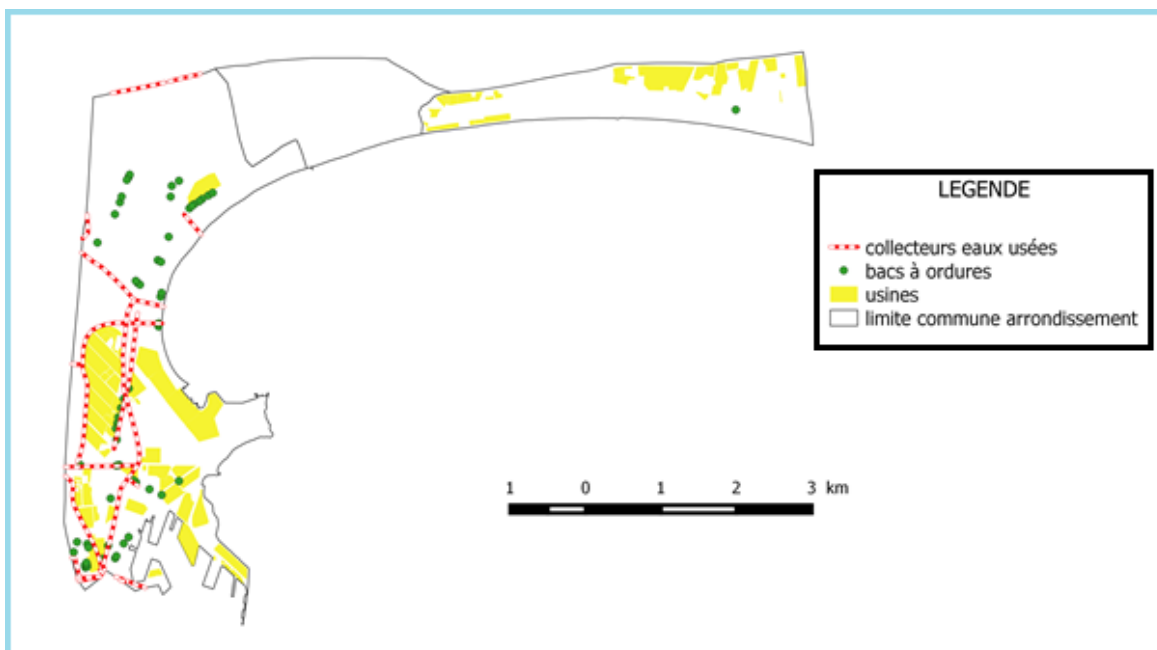 LEGENDE
collecteurs eaux usées
bacs à ordures
usines
limite commune arrondissement
1 0 1 2 3 km